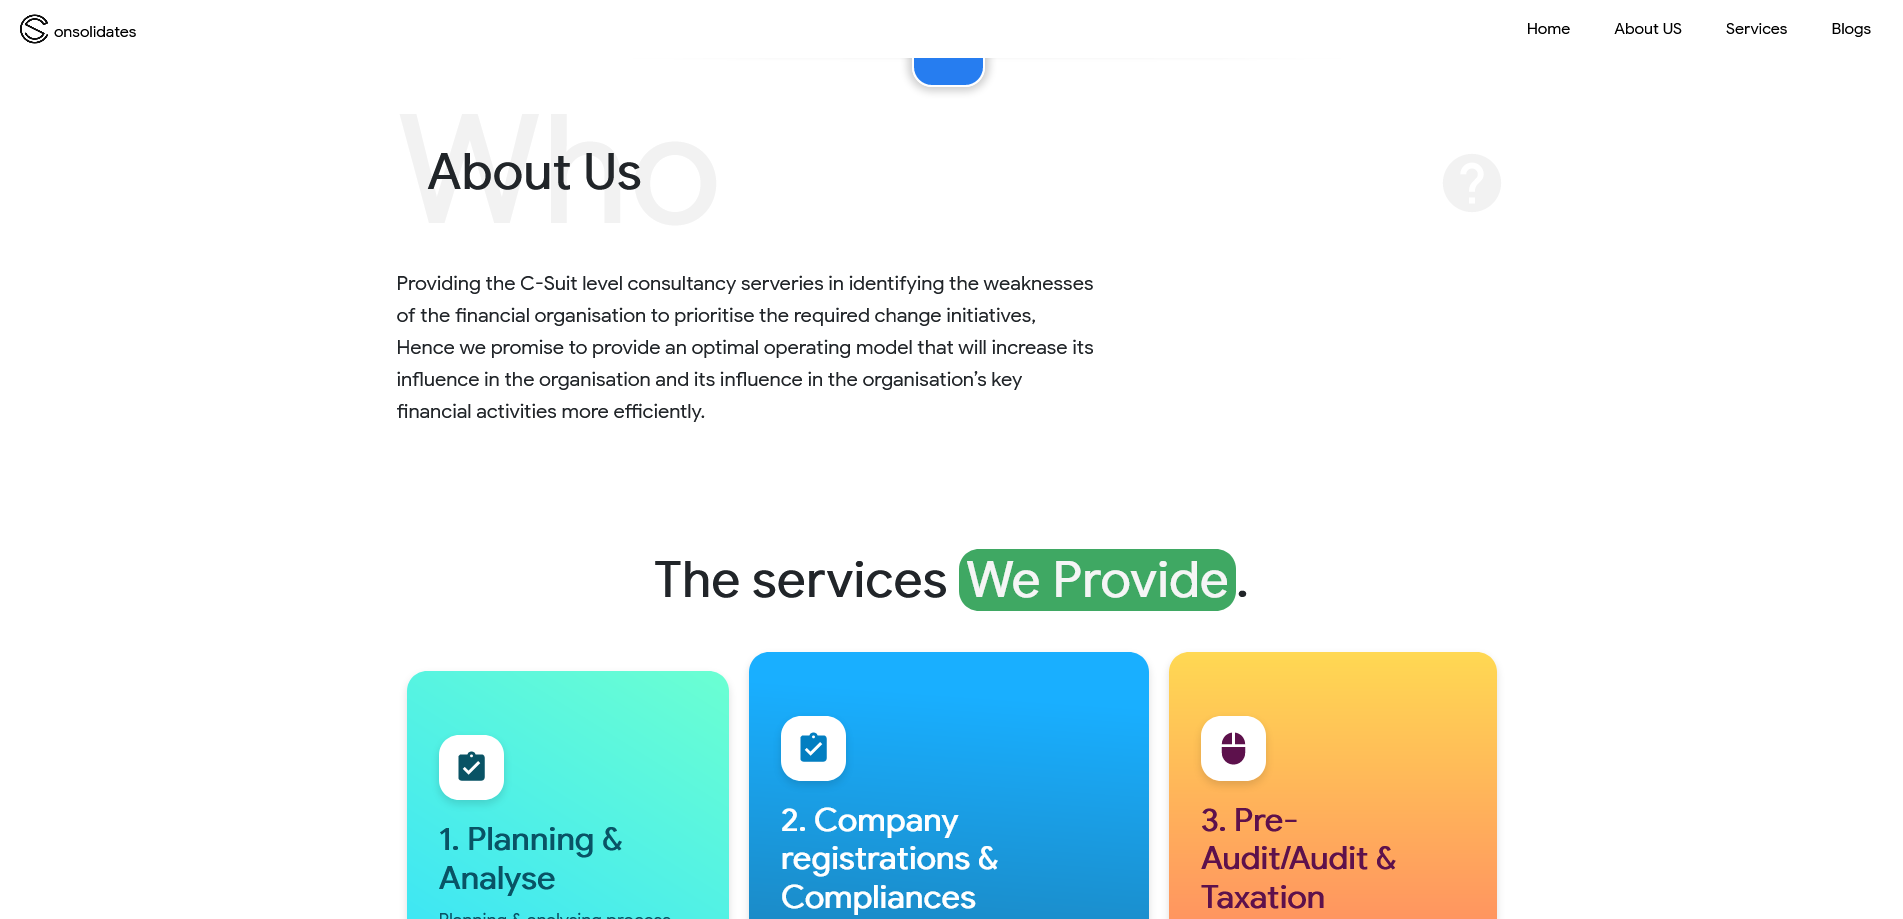 onsolidates
Home About US Services Blogs
Who
About Us
Providing the C-Suit level consultancy serveries in identifying the weaknesses
of the financial organisation to prioritise the required change initiatives,
Hence we promise to provide an optimal operating model that will increase its
influence in the organisation and its influence in the organisation’s key
financial activities more efficiently.
The services We Provide.
1. Planning &
Analyse
Planning & analysing process
2. Company
registrations &
Compliances
3. Pre-
Audit/Audit &
Taxation